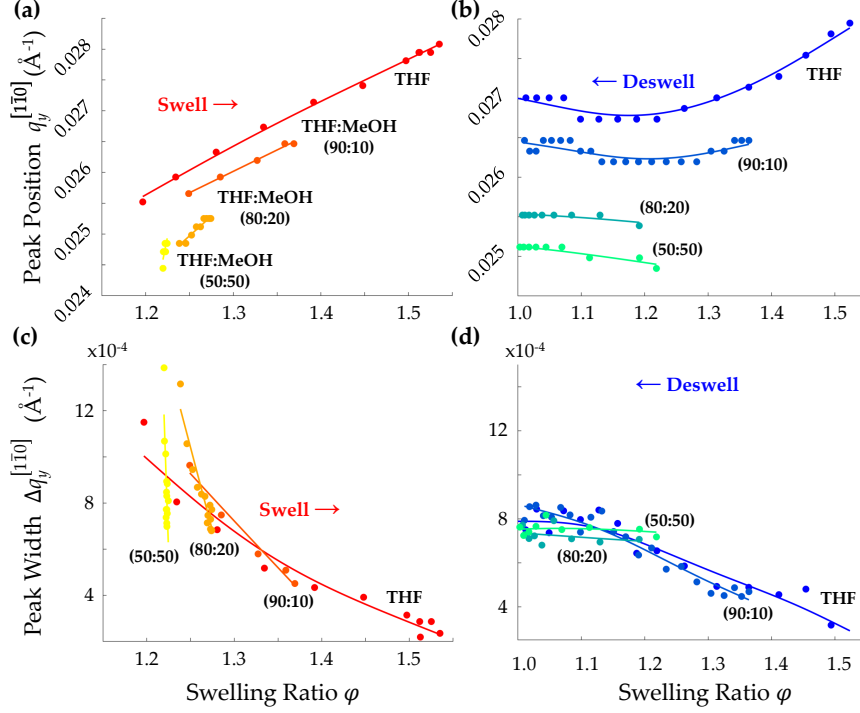 (a)
(b)
Peak Position q_y^[11̄0] (Å-1)
0.028
0.027
0.026
0.025
0.024
Swell →
THF
THF:MeOH
(90:10)
THF:MeOH
(80:20)
THF:MeOH
(50:50)
1.2
1.3
1.4
1.5
0.028
0.027
0.026
0.025
← Deswell
THF
(90:10)
(80:20)
(50:50)
1.0
1.1
1.2
1.3
1.4
1.5
(c)
(d)
x10-4
Peak Width Δq_y^[11̄0] (Å-1)
12
8
4
Swell →
(50:50)
(80:20)
(90:10)
THF
1.2
1.3
1.4
1.5
Swelling Ratio φ
x10-4
12
8
4
← Deswell
(50:50)
(80:20)
(90:10)
THF
1.0
1.1
1.2
1.3
1.4
1.5
Swelling Ratio φ